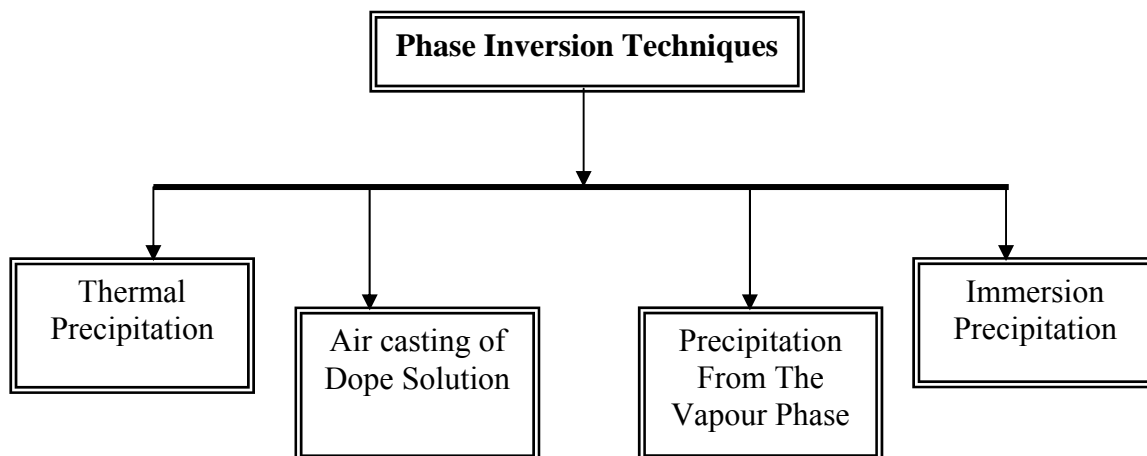 Phase Inversion Techniques
Thermal
Precipitation
Air casting of
Dope Solution
Precipitation
From The
Vapour Phase
Immersion
Precipitation